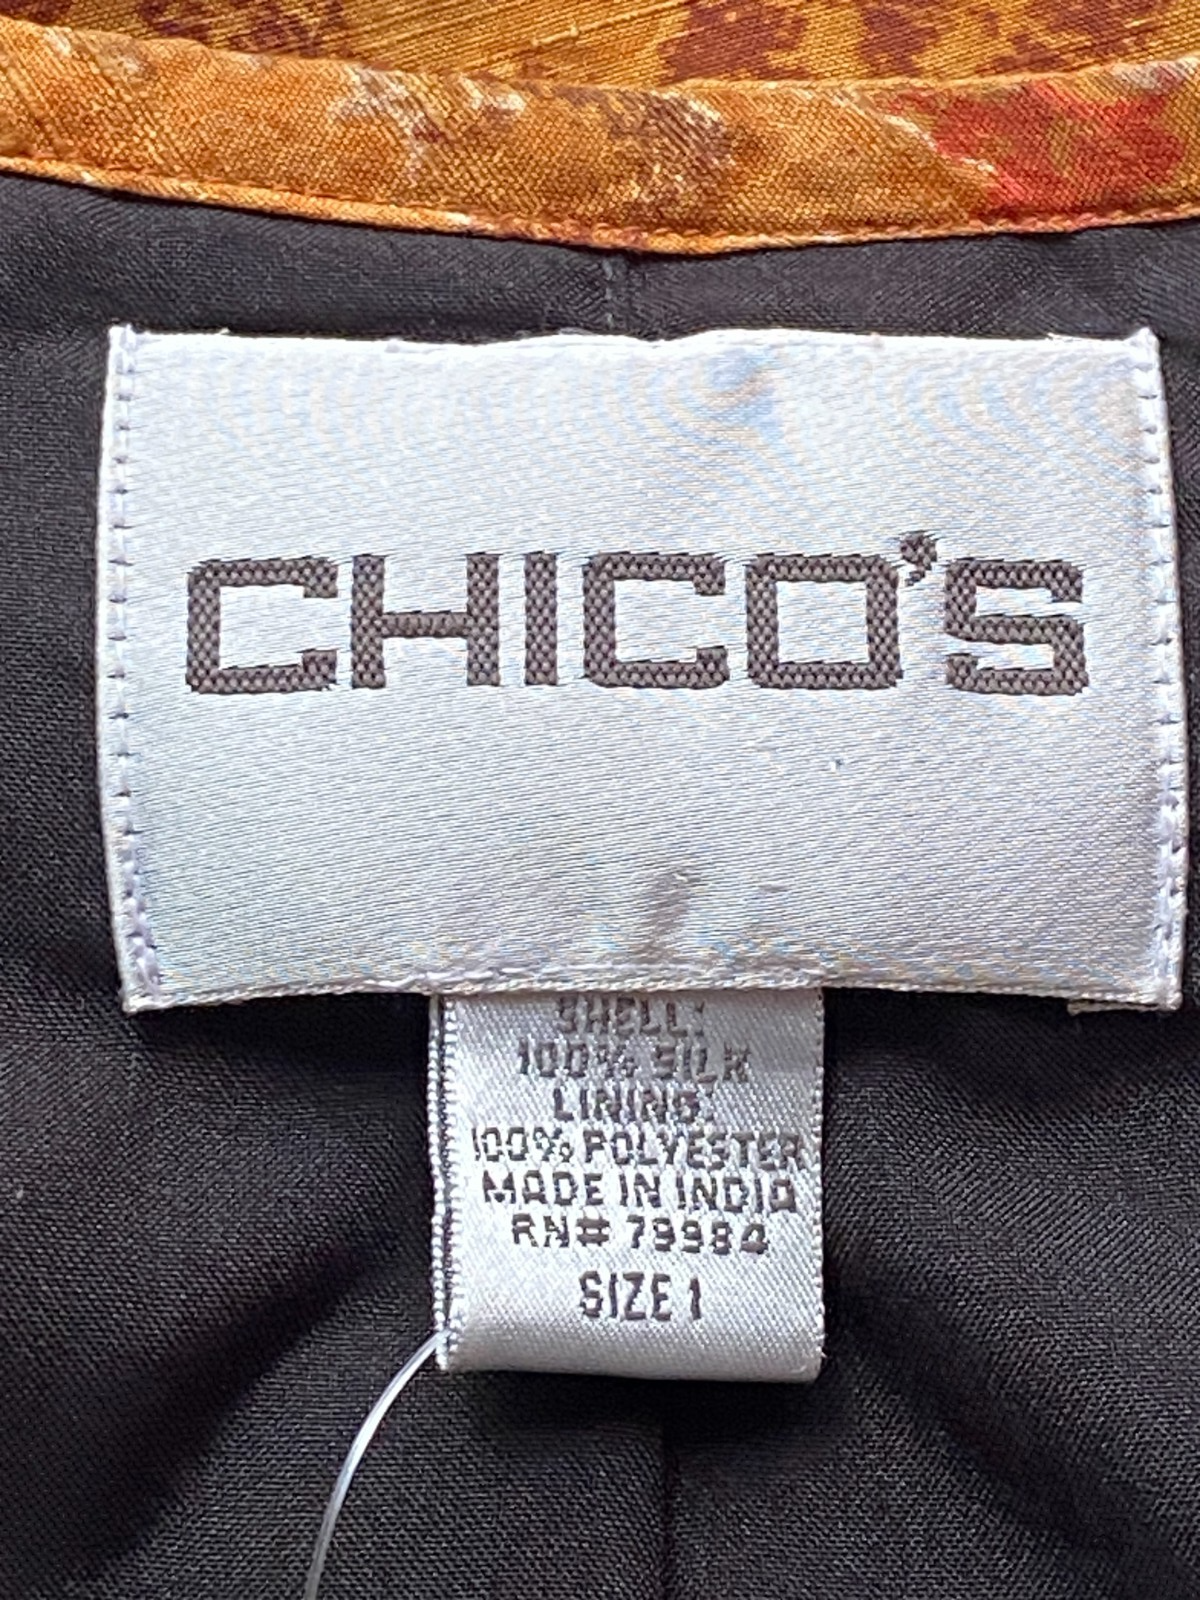 CHICO'S
SHELL:
100% SILK
LINING:
100% POLYESTER
MADE IN INDIA
RN# 79984
SIZE 1